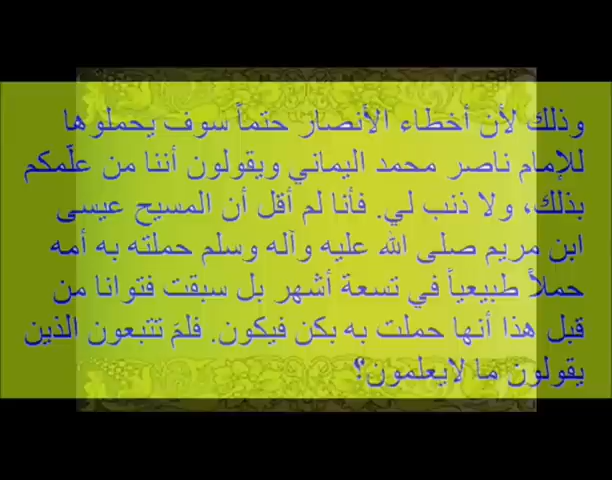 وذلك لأن أخطاء الأنصار حتماً سوف يحملوها
للإمام ناصر محمد اليماني ويقولون أننا من علّمكم
بذلك، ولا ذنب لي. فأنا لم أقل أن المسيح عيسى
ابن مريم صلى الله عليه وآله وسلم حملته به أمه
حملاً طبيعياً في تسعة أشهر بل سبقت فتوانا من
قبل هذا أنها حملت به بكن فيكون. فلمَ تتبعون الذين
يقولون ما لايعلمون؟